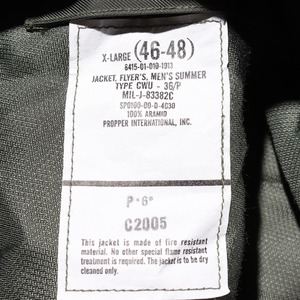 X-LARGE (46-48)
8415-01-010-1913
JACKET, FLYER'S, MEN'S SUMMER
TYPE CWU - 36/P
MIL-J-83382C
SPO100-00-D-4030
100% ARAMID
PROPPER INTERNATIONAL, INC.
P-6*
C2005
This jacket is made of fire resistant
material. No other special flame resistant
treatment is required. The jacket is to be dry
cleaned only.